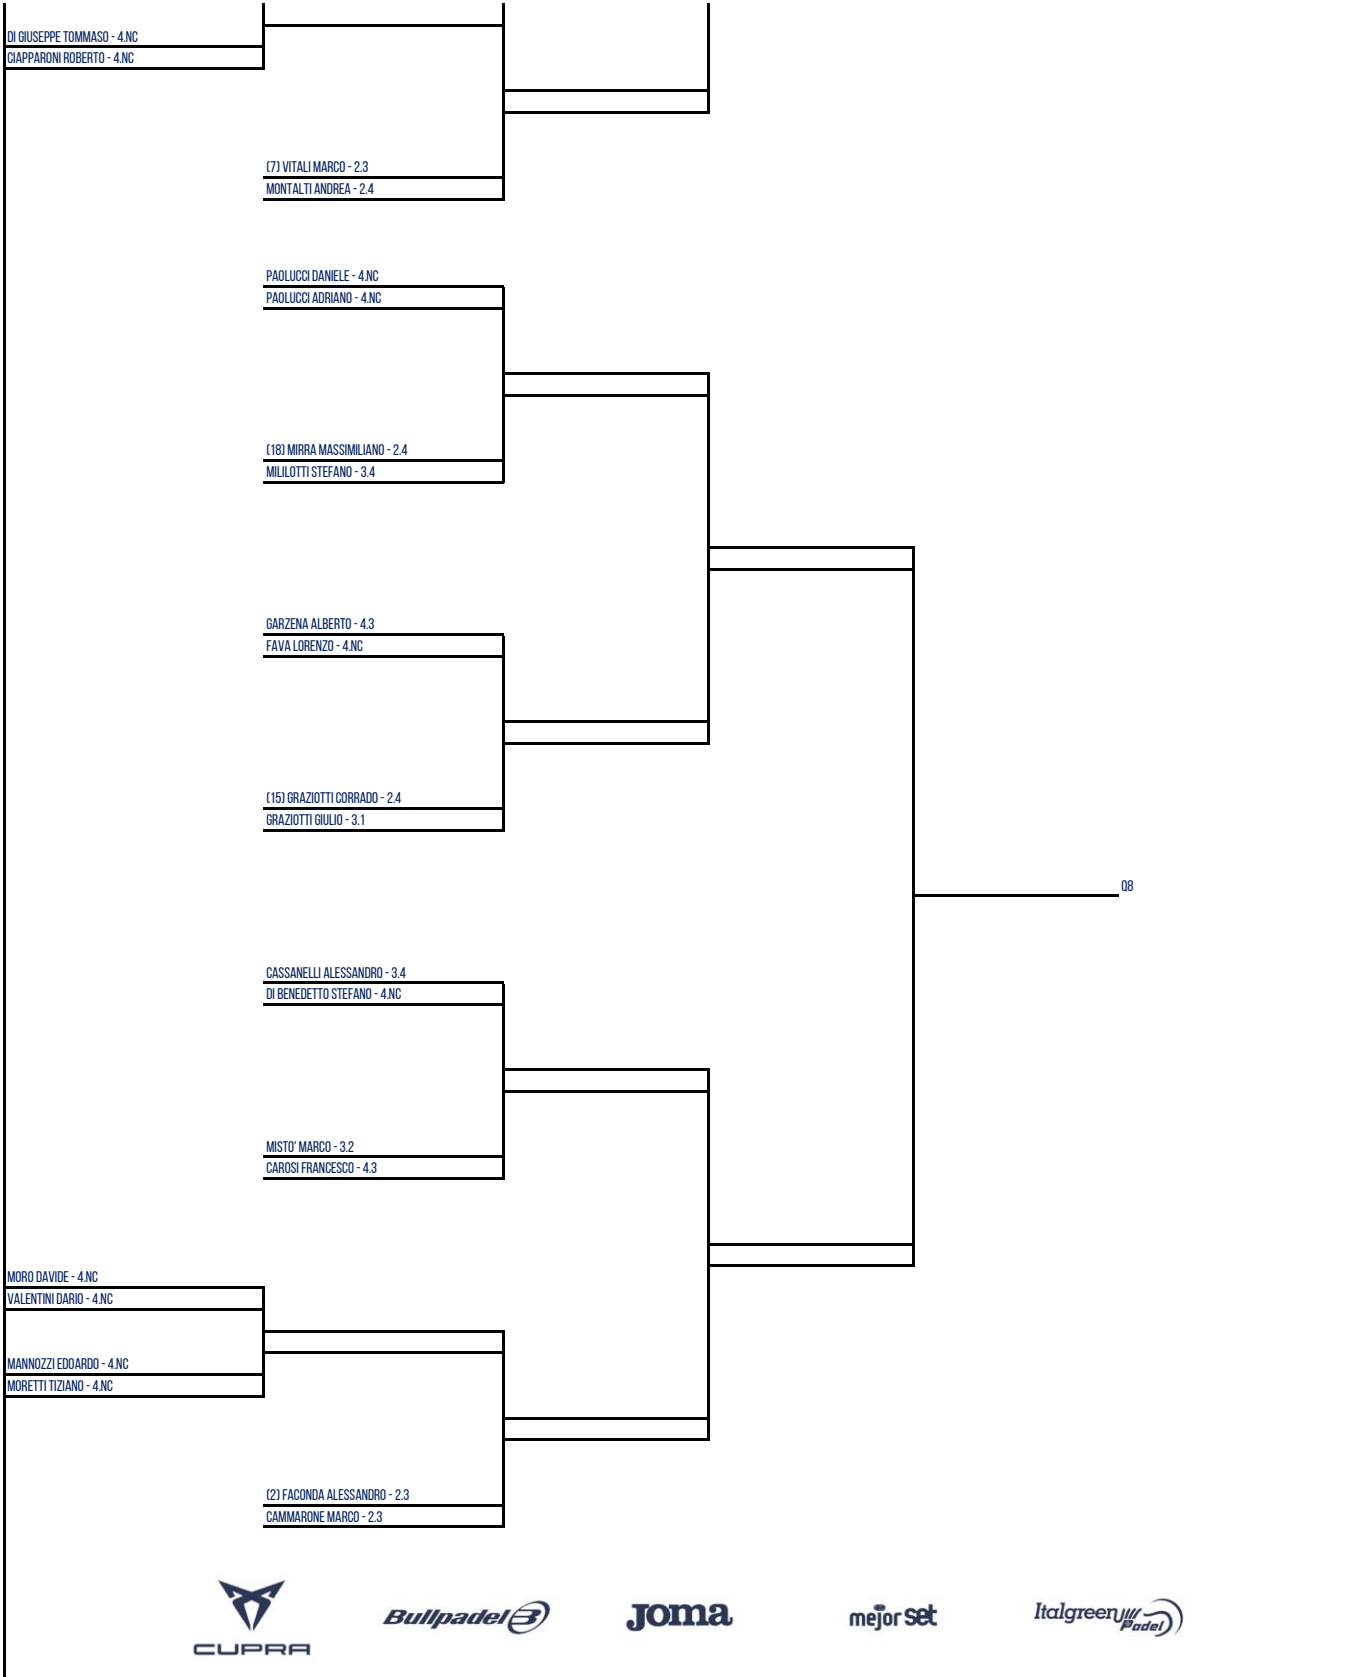 DI GIUSEPPE TOMMASO - 4.NC
CIAPPARONI ROBERTO - 4.NC
(7) VITALI MARCO - 2.3
MONTALTI ANDREA - 2.4
PAOLUCCI DANIELE - 4.NC
PAOLUCCI ADRIANO - 4.NC
(18) MIRRA MASSIMILIANO - 2.4
MILILOTTI STEFANO - 3.4
GARZENA ALBERTO - 4.3
FAVA LORENZO - 4.NC
(15) GRAZIOTTI CORRADO - 2.4
GRAZIOTTI GIULIO - 3.1
Q8
CASSANELLI ALESSANDRO - 3.4
DI BENEDETTO STEFANO - 4.NC
MISTO' MARCO - 3.2
CAROSI FRANCESCO - 4.3
MORO DAVIDE - 4.NC
VALENTINI DARIO - 4.NC
MANNOZZI EDOARDO - 4.NC
MORETTI TIZIANO - 4.NC
(2) FACONDA ALESSANDRO - 2.3
CAMMARONE MARCO - 2.3
CUPRA
Bullpadel
Joma
mejor set
Italgreen Padel